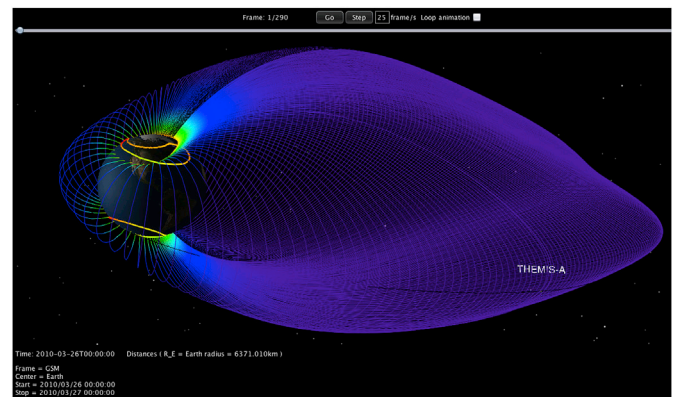 Frame: 1/290 Go Step 25 frame/s Loop animation
THEMIS-A
Time: 2010-03-26T00:00:00 Distances ( R_E = Earth radius = 6371.010km )
Frame = GSM
Center = Earth
Start = 2010/03/26 00:00:00
Stop = 2010/03/27 00:00:00